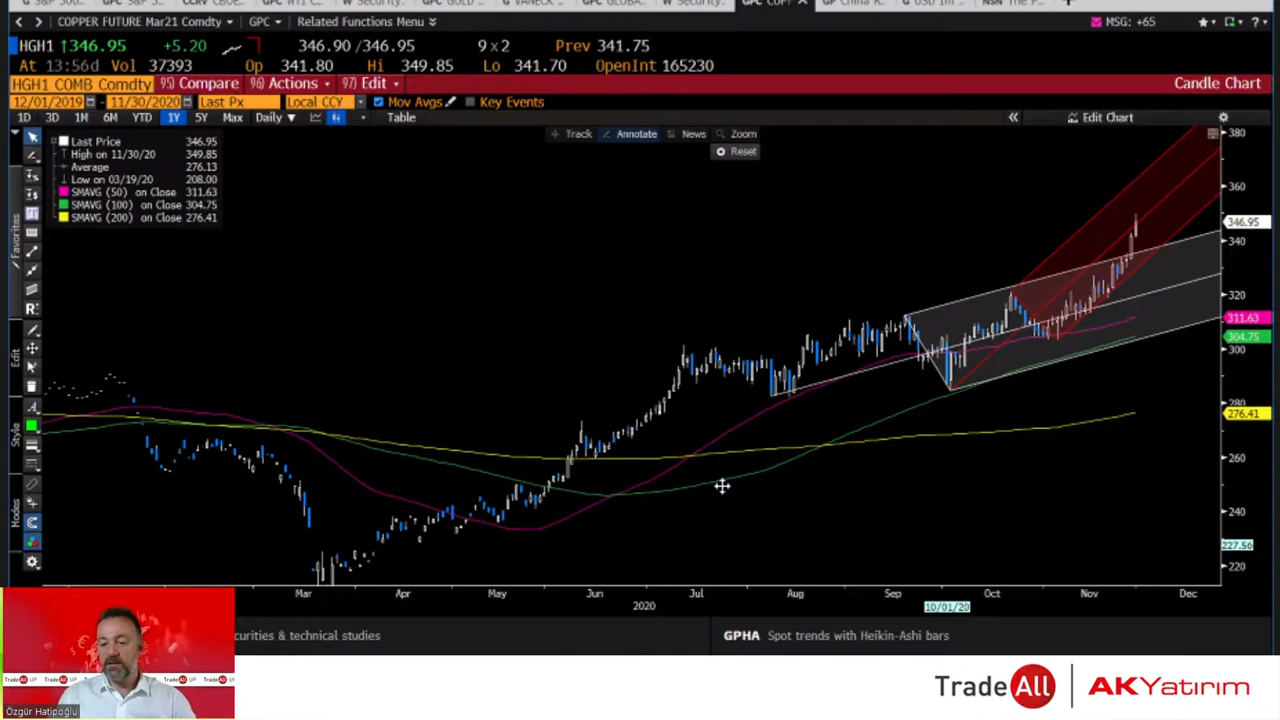 COPPER FUTURE Mar21 Comdty GPC Related Functions Menu MSG: +65
HGH1 ↑346.95 +5.20 346.90 /346.95 9 x 2 Prev 341.75
At 13:56d Vol 37393 Op 341.80 Hi 349.85 Lo 341.70 OpenInt 165230
HGH1 COMB Comdty 95) Compare 96) Actions 97) Edit Candle Chart
12/01/2019 - 11/30/2020 Last Px Local CCY Mov Avgs Key Events
1D 3D 1M 6M YTD 1Y 5Y Max Daily ▼ Table « Edit Chart
Track Annotate News Zoom
Reset
Last Price 346.95
High on 11/30/20 349.85
Average 276.13
Low on 03/19/20 208.00
SMAVG (50) on Close 311.63
SMAVG (100) on Close 304.75
SMAVG (200) on Close 276.41
Favorites
Edit
Style
Modes
380
360
346.95
340
320
311.63
304.75
300
280
276.41
260
240
227.56
220
Mar Apr May Jun Jul Aug Sep Oct Nov Dec
2020
10/01/20
curities & technical studies
GPHA Spot trends with Heikin-Ashi bars
TradeAll UP
Özgür Hatipoğlu
TradeAll
AKYatırım